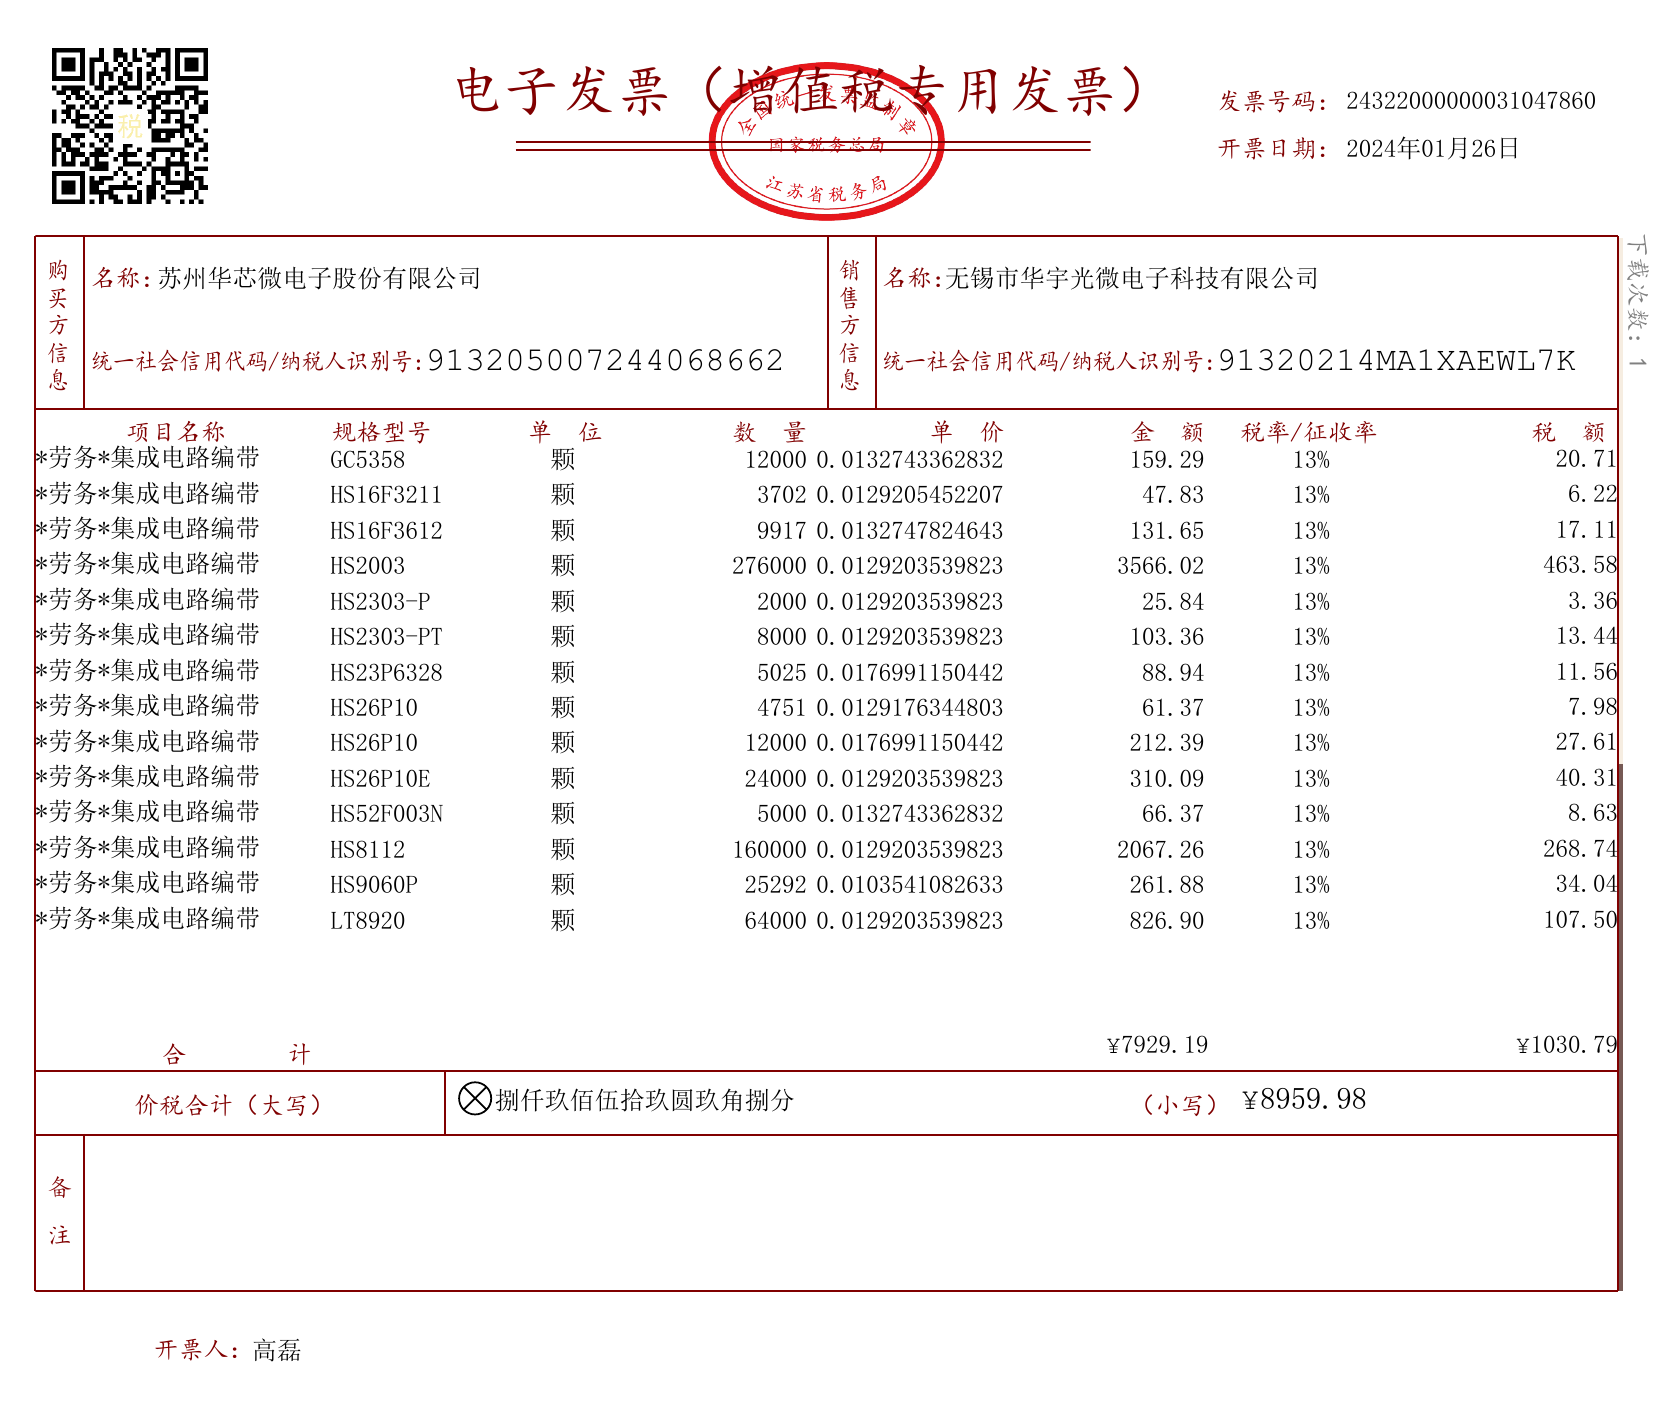 电子发票（增值税专用发票）
全国统一发票监制章
国家税务总局
江苏省税务局
税
发票号码：24322000000031047860
开票日期：2024年01月26日
下载次数：1
购买方信息
名称：苏州华芯微电子股份有限公司
统一社会信用代码/纳税人识别号：913205007244068662
销售方信息
名称：无锡市华宇光微电子科技有限公司
统一社会信用代码/纳税人识别号：91320214MA1XAEWL7K
项目名称 规格型号 单位 数量 单价 金额 税率/征收率 税额
*劳务*集成电路编带 GC5358 颗 12000 0.0132743362832 159.29 13% 20.71
*劳务*集成电路编带 HS16F3211 颗 3702 0.0129205452207 47.83 13% 6.22
*劳务*集成电路编带 HS16F3612 颗 9917 0.0132747824643 131.65 13% 17.11
*劳务*集成电路编带 HS2003 颗 276000 0.0129203539823 3566.02 13% 463.58
*劳务*集成电路编带 HS2303-P 颗 2000 0.0129203539823 25.84 13% 3.36
*劳务*集成电路编带 HS2303-PT 颗 8000 0.0129203539823 103.36 13% 13.44
*劳务*集成电路编带 HS23P6328 颗 5025 0.0176991150442 88.94 13% 11.56
*劳务*集成电路编带 HS26P10 颗 4751 0.0129176344803 61.37 13% 7.98
*劳务*集成电路编带 HS26P10 颗 12000 0.0176991150442 212.39 13% 27.61
*劳务*集成电路编带 HS26P10E 颗 24000 0.0129203539823 310.09 13% 40.31
*劳务*集成电路编带 HS52F003N 颗 5000 0.0132743362832 66.37 13% 8.63
*劳务*集成电路编带 HS8112 颗 160000 0.0129203539823 2067.26 13% 268.74
*劳务*集成电路编带 HS9060P 颗 25292 0.0103541082633 261.88 13% 34.04
*劳务*集成电路编带 LT8920 颗 64000 0.0129203539823 826.90 13% 107.50
合计 ¥7929.19 ¥1030.79
价税合计（大写） ⊗捌仟玖佰伍拾玖圆玖角捌分 （小写） ¥8959.98
备注
开票人：高磊